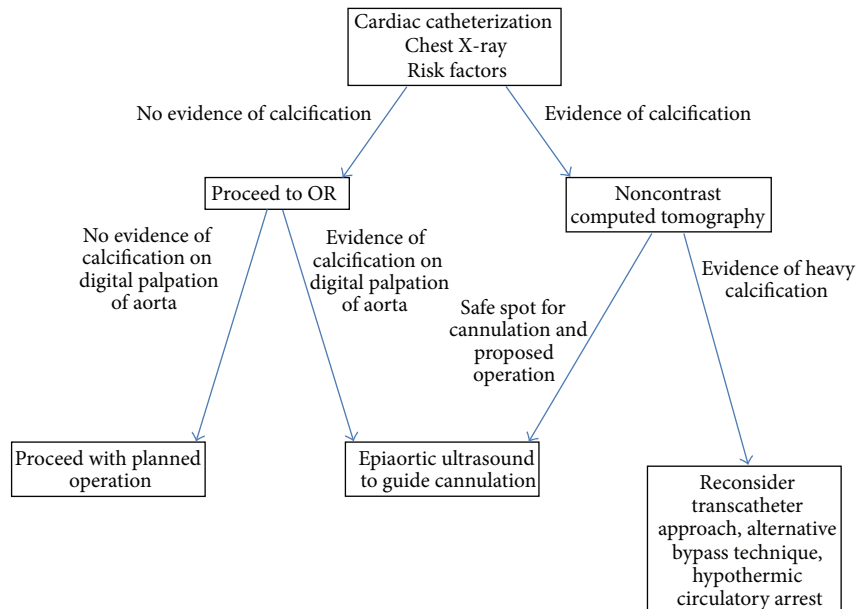 Cardiac catheterization
Chest X-ray
Risk factors
No evidence of calcification
Evidence of calcification
Proceed to OR
Noncontrast
computed tomography
No evidence of
calcification on
digital palpation
of aorta
Evidence of
calcification on
digital palpation
of aorta
Safe spot for
cannulation and
proposed
operation
Evidence of heavy
calcification
Proceed with planned
operation
Epiaortic ultrasound
to guide cannulation
Reconsider
transcatheter
approach, alternative
bypass technique,
hypothermic
circulatory arrest